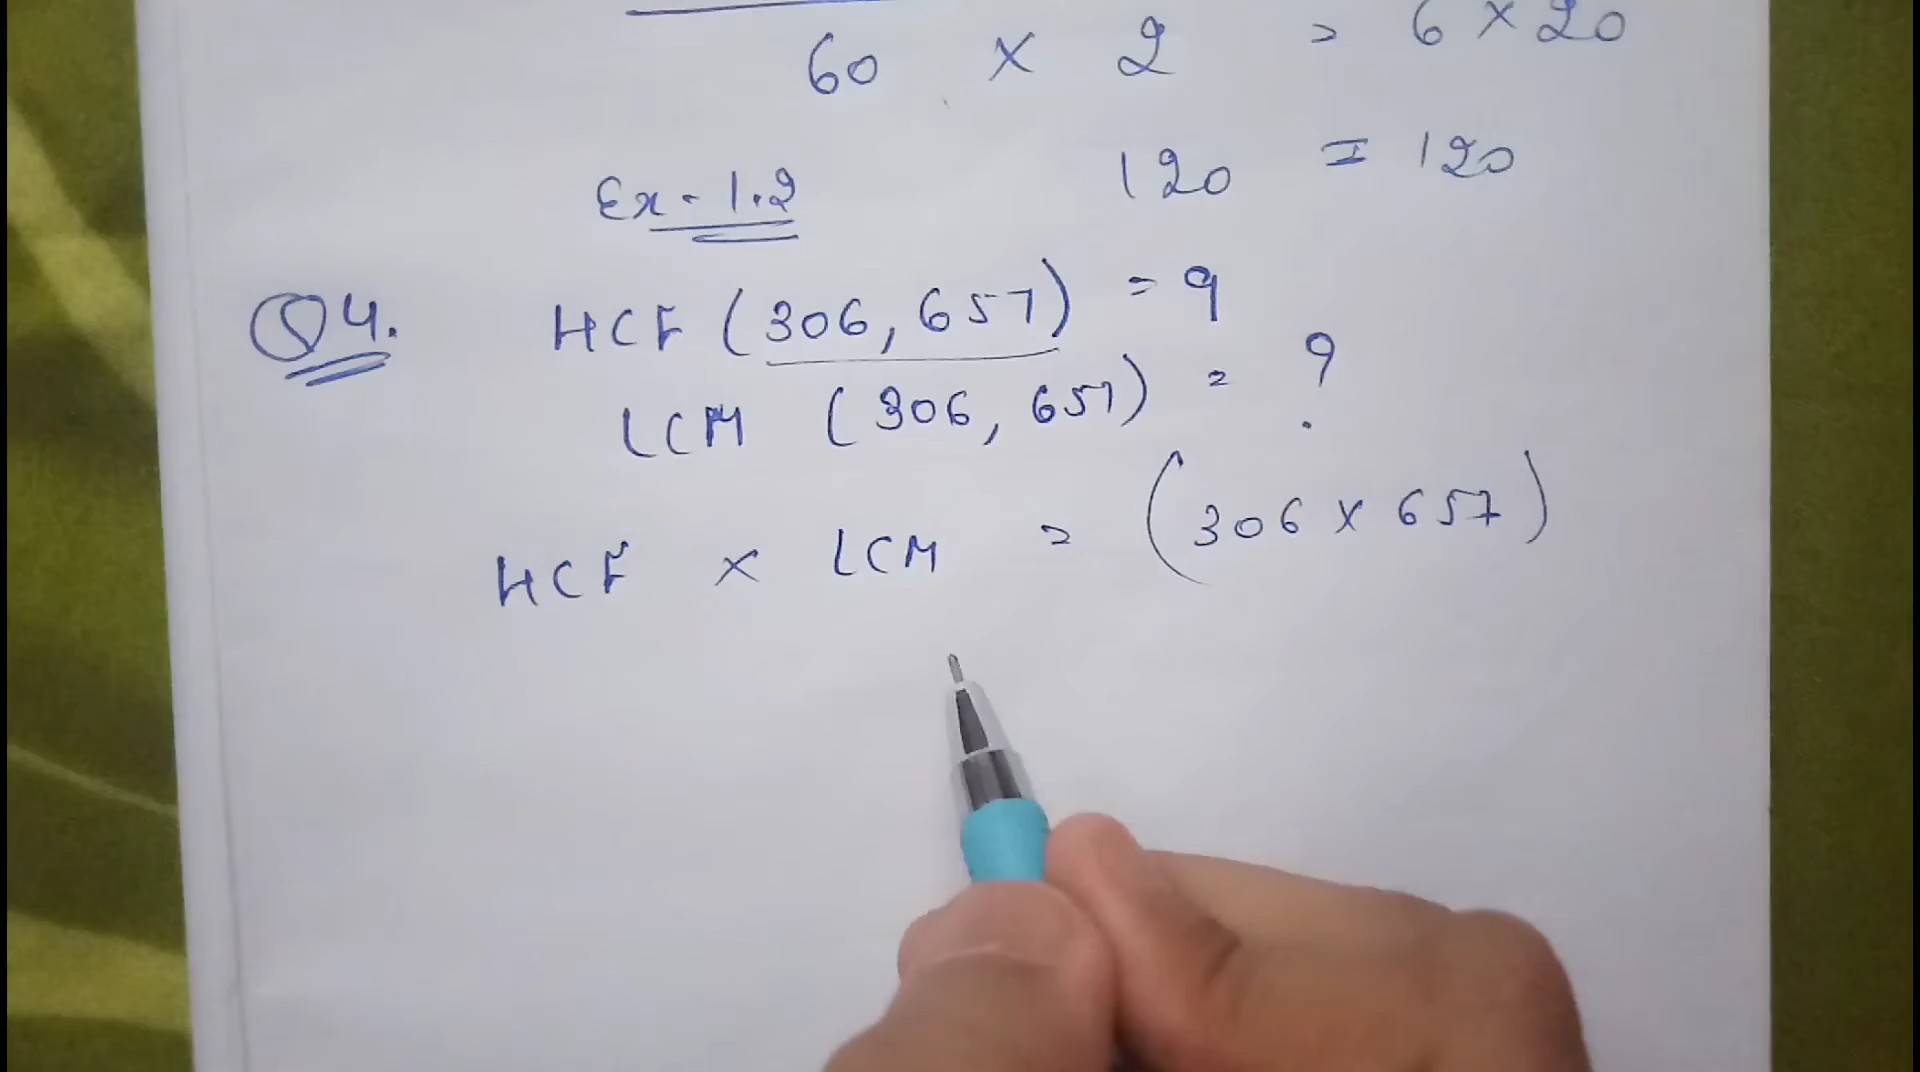 60 × 2 = 6 × 20
120 = 120
Ex - 1.2
Q4. HCF (306, 657) = 9
LCM (306, 657) = ?
HCF × LCM = (306 × 657)